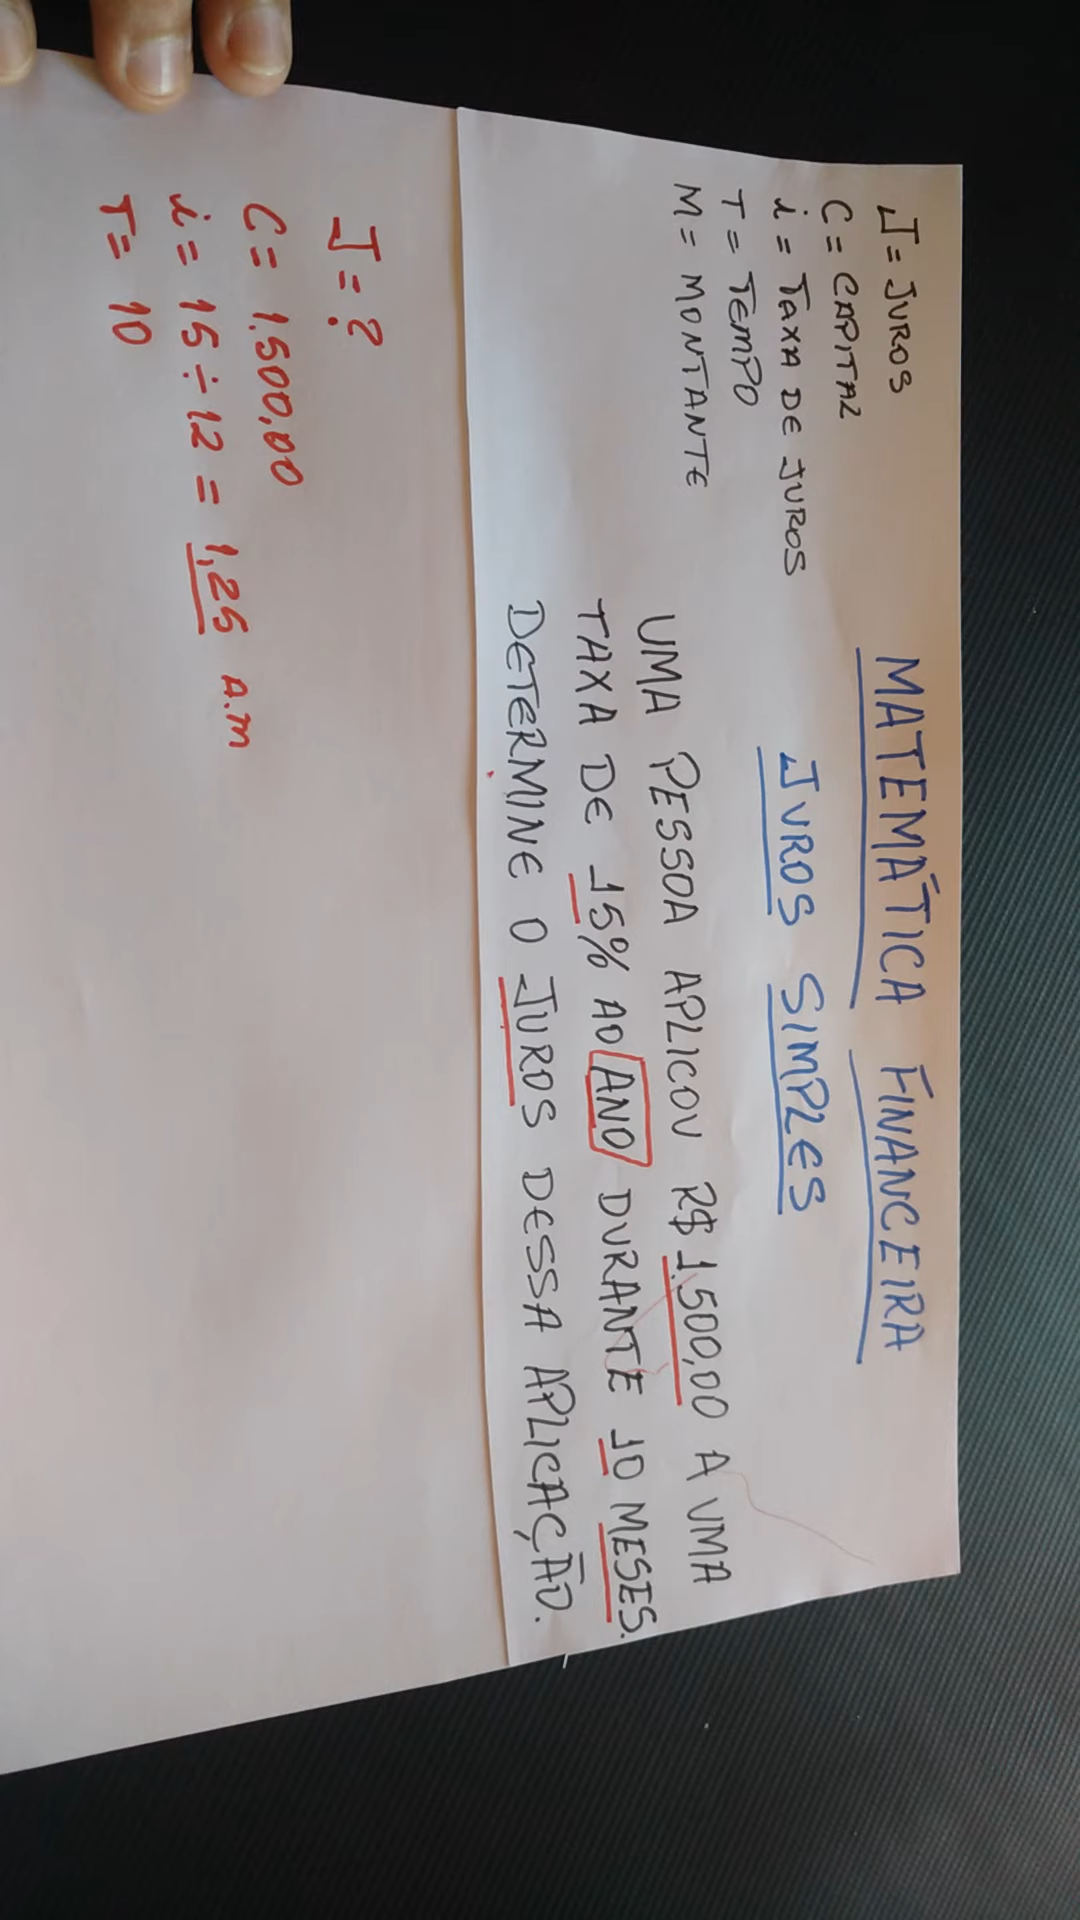 J = JUROS
C = CAPITAL
i = TAXA DE JUROS
T = TEMPO
M = MONTANTE
MATEMÁTICA FINANCEIRA
JUROS SIMPLES
UMA PESSOA APLICOU R$ 1.500,00 A UMA
TAXA DE 15% AO ANO DURANTE 10 MESES.
DETERMINE O JUROS DESSA APLICAÇÃO.
J = ?
C = 1.500,00
i = 15 ÷ 12 = 1,25 A.m
T = 10